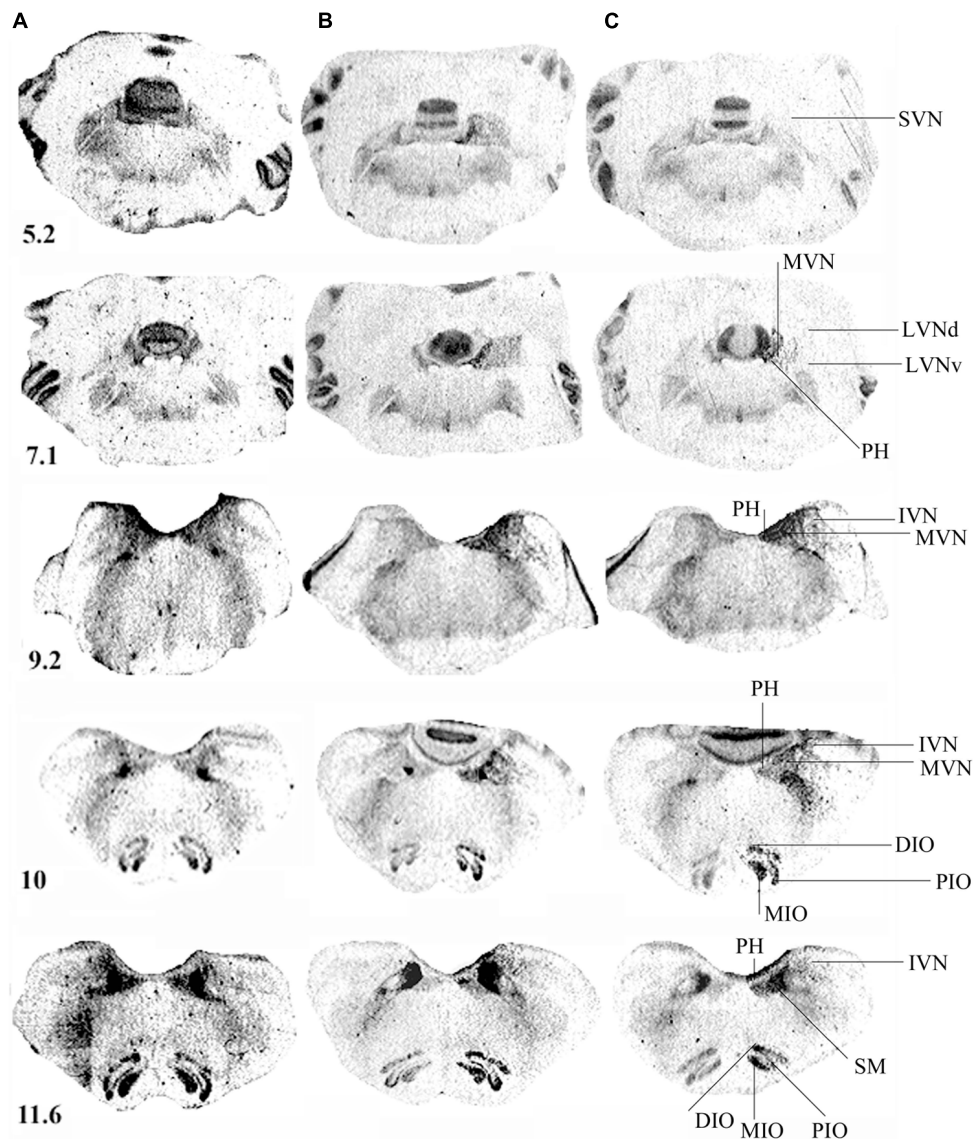 A B C
SVN
5.2
MVN
LVNd
LVNv
7.1
PH
PH
IVN
MVN
9.2
PH
IVN
MVN
DIO
10
PIO
MIO
PH
IVN
SM
11.6
DIO MIO PIO